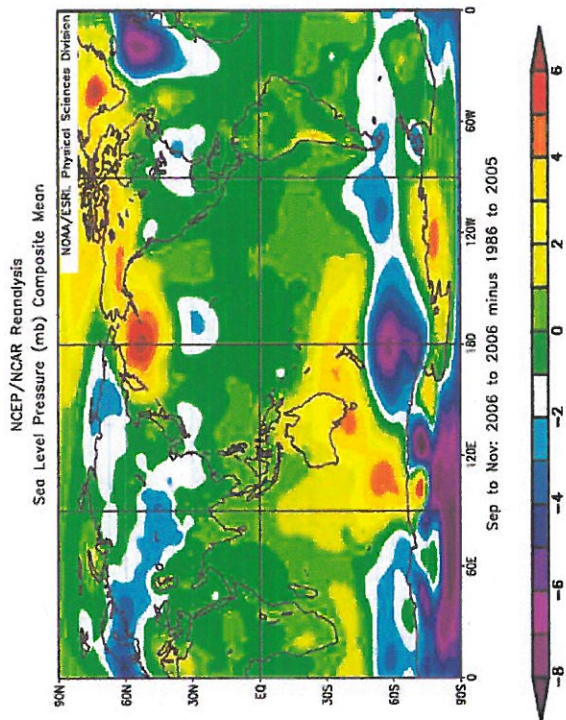 NCEP/NCAR Reanalysis
Sea Level Pressure (mb) Composite Mean
NOAA/ESRL Physical Sciences Division
90N
60N
30N
EQ
30S
60S
90S
0 60E 120E 180 120W 60W 0
Sep to Nov: 2006 to 2006 minus 1986 to 2005
-8 -6 -4 -2 0 2 4 6